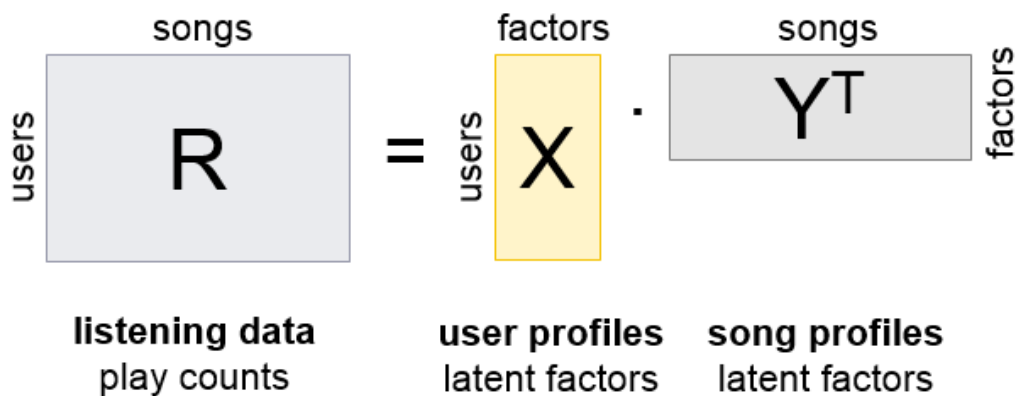 songs
factors
songs
users
R
=
users
X
.
Y^T
factors
listening data
play counts
user profiles
latent factors
song profiles
latent factors